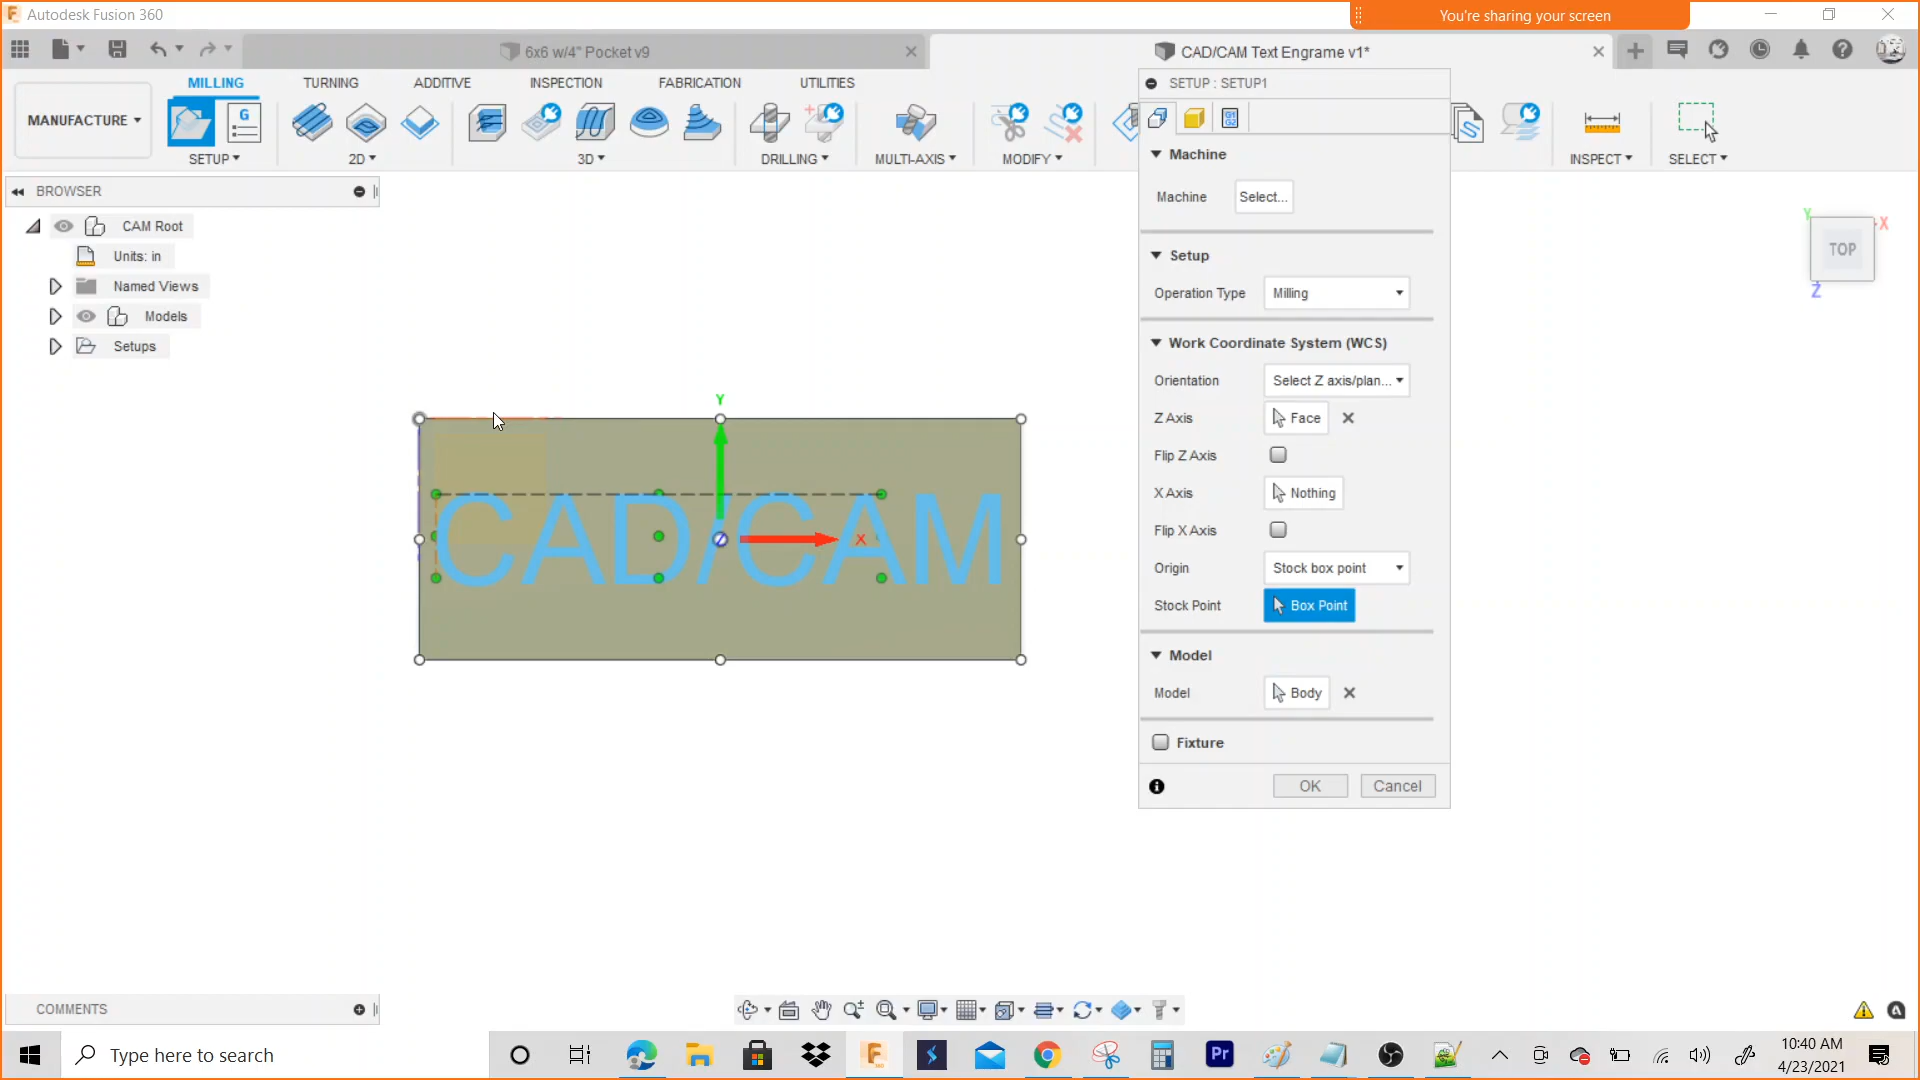 Autodesk Fusion 360
You're sharing your screen
6x6 w/4" Pocket v9
CAD/CAM Text Engrame v1*
MILLING
TURNING
ADDITIVE
INSPECTION
FABRICATION
UTILITIES
MANUFACTURE
SETUP
2D
3D
DRILLING
MULTI-AXIS
MODIFY
INSPECT
SELECT
BROWSER
CAM Root
Units: in
Named Views
Models
Setups
SETUP : SETUP1
Machine
Machine
Select...
Setup
Operation Type
Milling
Work Coordinate System (WCS)
Orientation
Select Z axis/plan...
Z Axis
Face
Flip Z Axis
X Axis
Nothing
Flip X Axis
Origin
Stock box point
Stock Point
Box Point
Model
Model
Body
Fixture
OK
Cancel
Y
X
TOP
Z
Y
X
CAD/CAM
COMMENTS
Type here to search
Pr
10:40 AM
4/23/2021